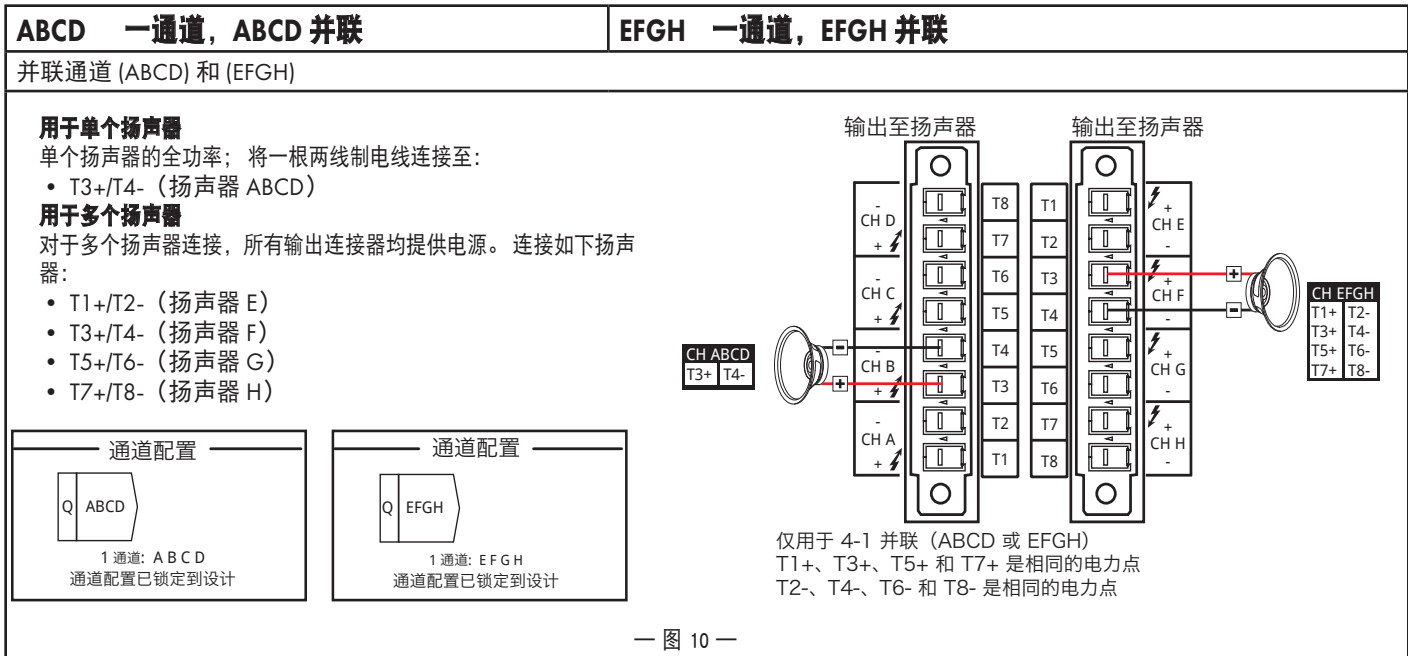 ABCD 一通道，ABCD 并联
EFGH 一通道，EFGH 并联
并联通道 (ABCD) 和 (EFGH)
用于单个扬声器
单个扬声器的全功率； 将一根两线制电线连接至：
• T3+/T4-（扬声器 ABCD）
用于多个扬声器
对于多个扬声器连接，所有输出连接器均提供电源。 连接如下扬声
器：
• T1+/T2-（扬声器 E）
• T3+/T4-（扬声器 F）
• T5+/T6-（扬声器 G）
• T7+/T8-（扬声器 H）
通道配置
Q ABCD
1 通道: A B C D
通道配置已锁定到设计
通道配置
Q EFGH
1 通道: E F G H
通道配置已锁定到设计
输出至扬声器
-
CH D
+
-
CH C
+
-
CH B
+
-
CH A
+
T8
T7
T6
T5
T4
T3
T2
T1
CH ABCD
T3+ T4-
-
+
输出至扬声器
T1
T2
T3
T4
T5
T6
T7
T8
+
CH E
-
+
CH F
-
+
CH G
-
+
CH H
-
+
-
CH EFGH
T1+ T2-
T3+ T4-
T5+ T6-
T7+ T8-
仅用于 4-1 并联（ABCD 或 EFGH）
T1+、T3+、T5+ 和 T7+ 是相同的电力点
T2-、T4-、T6- 和 T8- 是相同的电力点
— 图 10 —